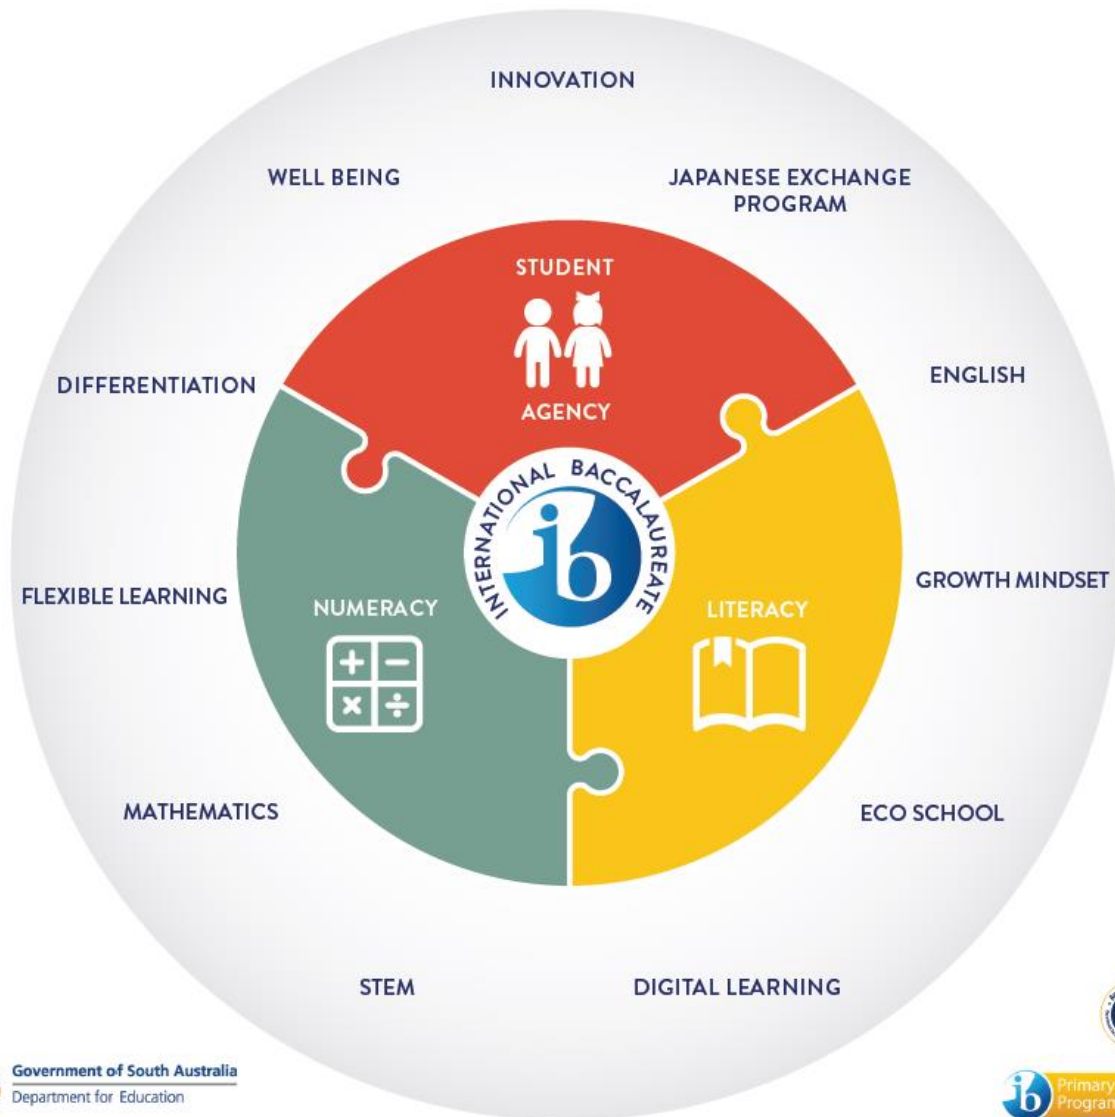 INNOVATION
WELL BEING
JAPANESE EXCHANGE
PROGRAM
STUDENT
AGENCY
DIFFERENTIATION
ENGLISH
INTERNATIONAL BACCALAUREATE
ib
FLEXIBLE LEARNING
GROWTH MINDSET
NUMERACY
+ −
× ÷
LITERACY
MATHEMATICS
ECO SCHOOL
STEM
DIGITAL LEARNING
Government of South Australia
Department for Education
ib
Primary